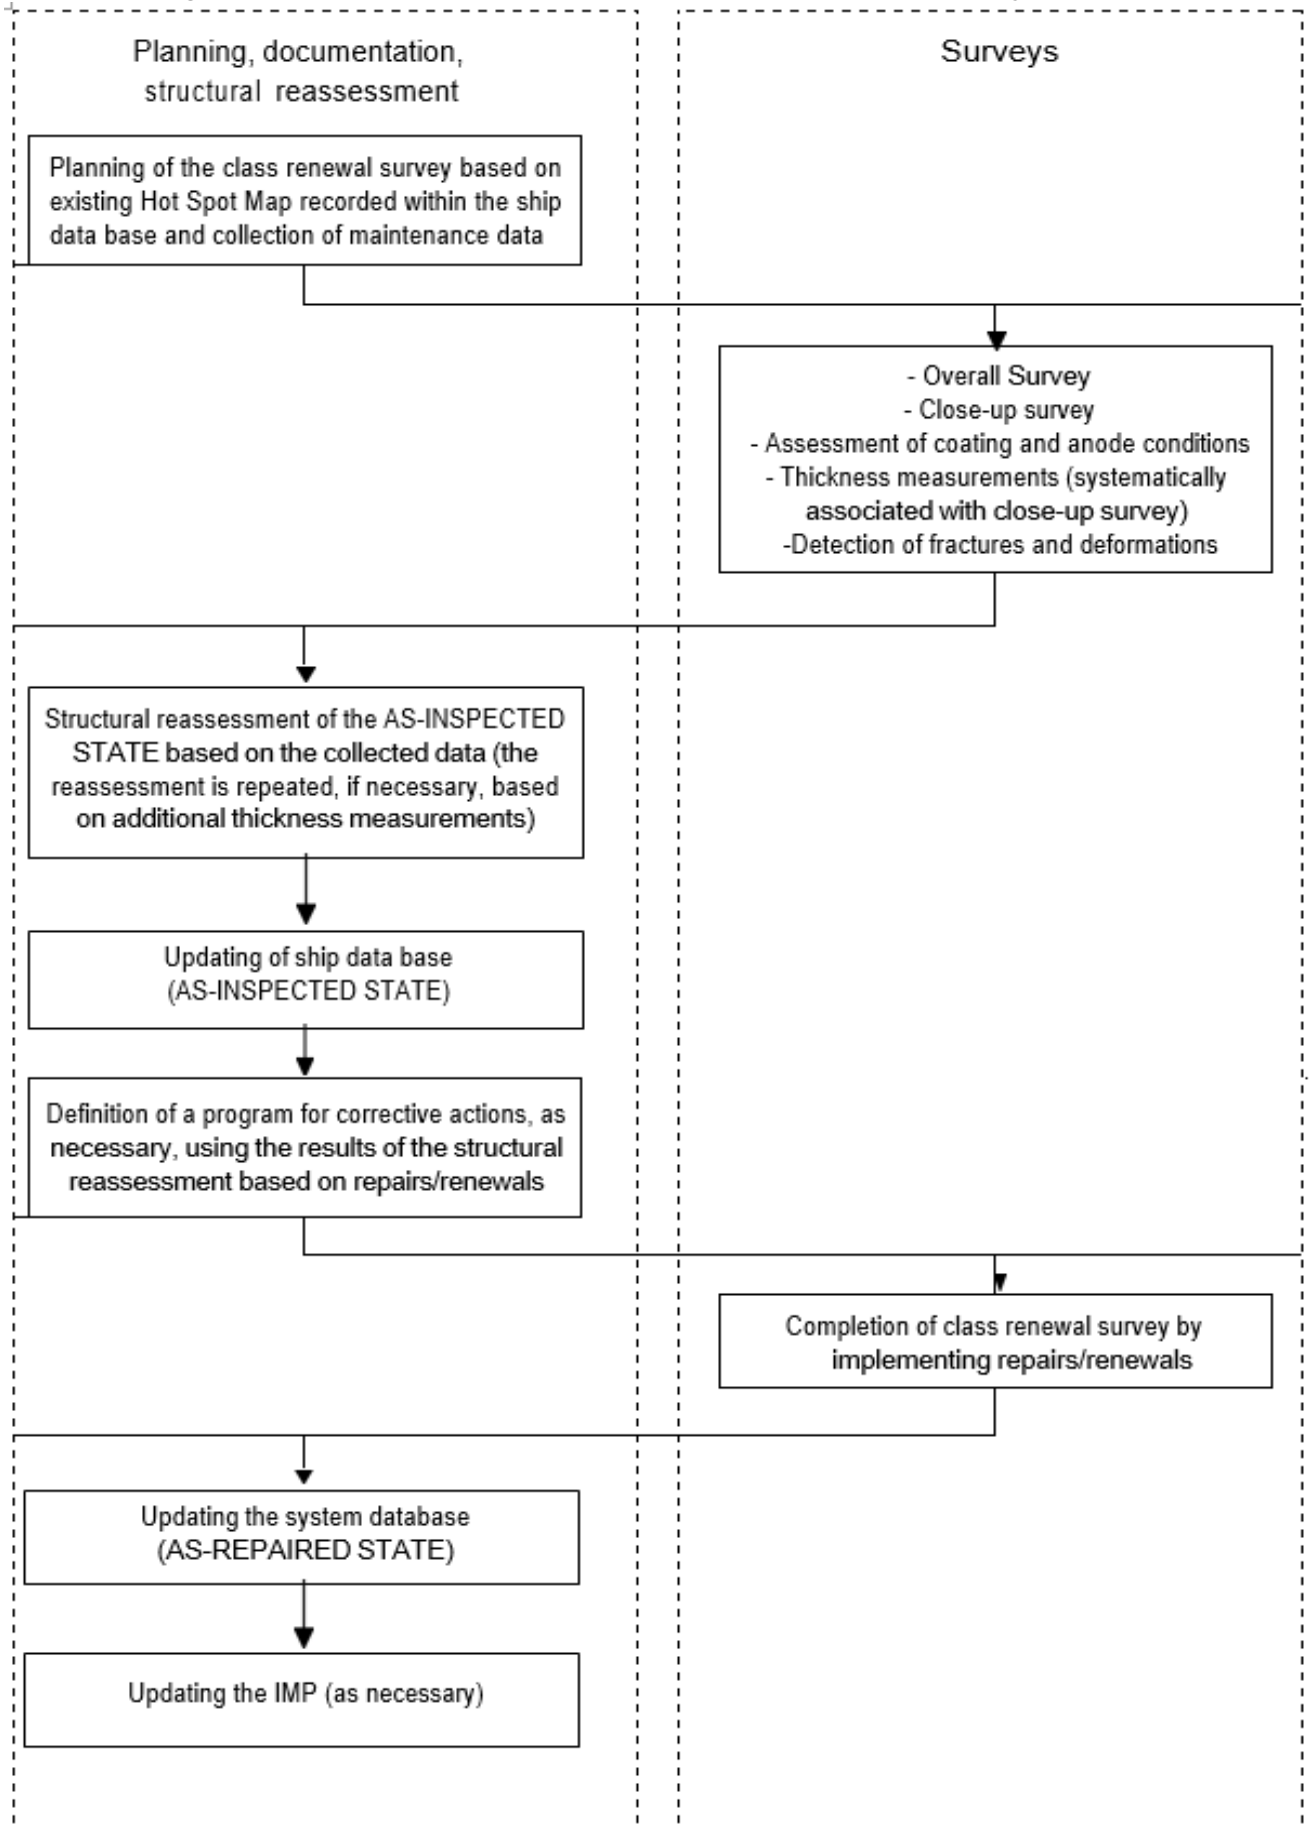 Planning, documentation,
structural reassessment
Surveys
Planning of the class renewal survey based on
existing Hot Spot Map recorded within the ship
data base and collection of maintenance data
- Overall Survey
- Close-up survey
- Assessment of coating and anode conditions
- Thickness measurements (systematically
associated with close-up survey)
-Detection of fractures and deformations
Structural reassessment of the AS-INSPECTED
STATE based on the collected data (the
reassessment is repeated, if necessary, based
on additional thickness measurements)
Updating of ship data base
(AS-INSPECTED STATE)
Definition of a program for corrective actions, as
necessary, using the results of the structural
reassessment based on repairs/renewals
Completion of class renewal survey by
implementing repairs/renewals
Updating the system database
(AS-REPAIRED STATE)
Updating the IMP (as necessary)